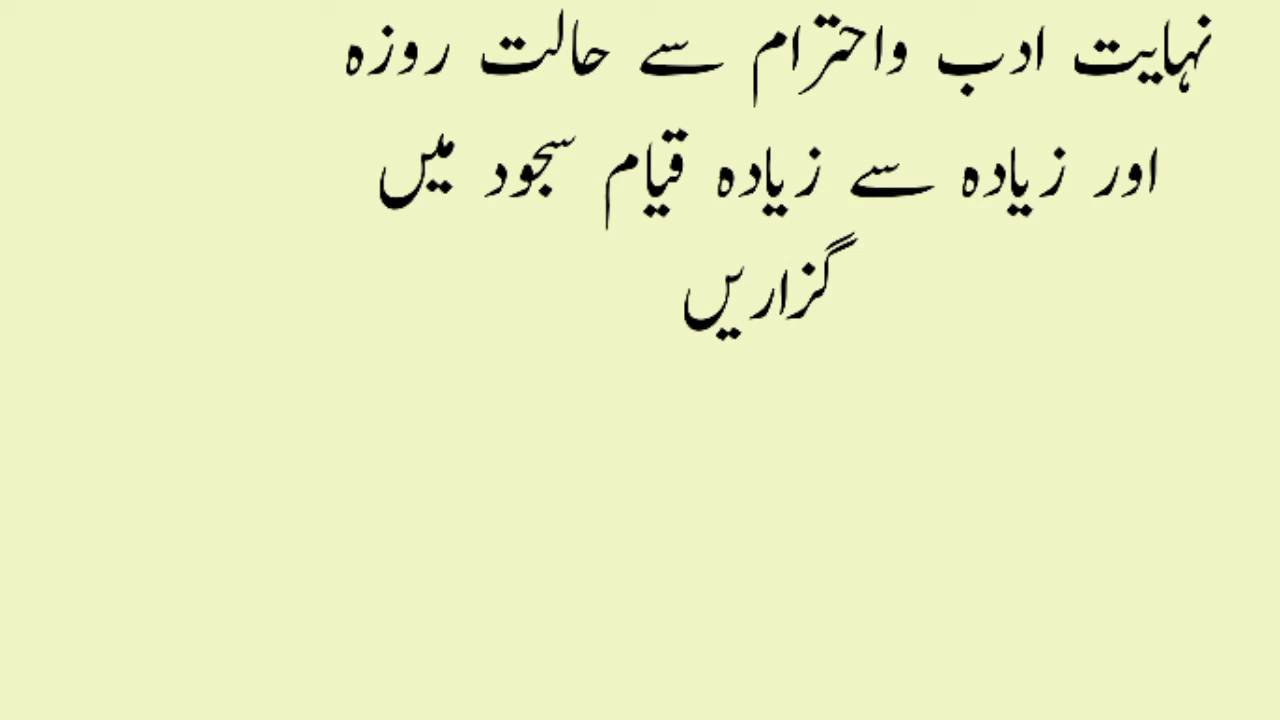 نہایت ادب واحترام سے حالت روزہ
اور زیادہ سے زیادہ قیام سجود میں
گزاریں